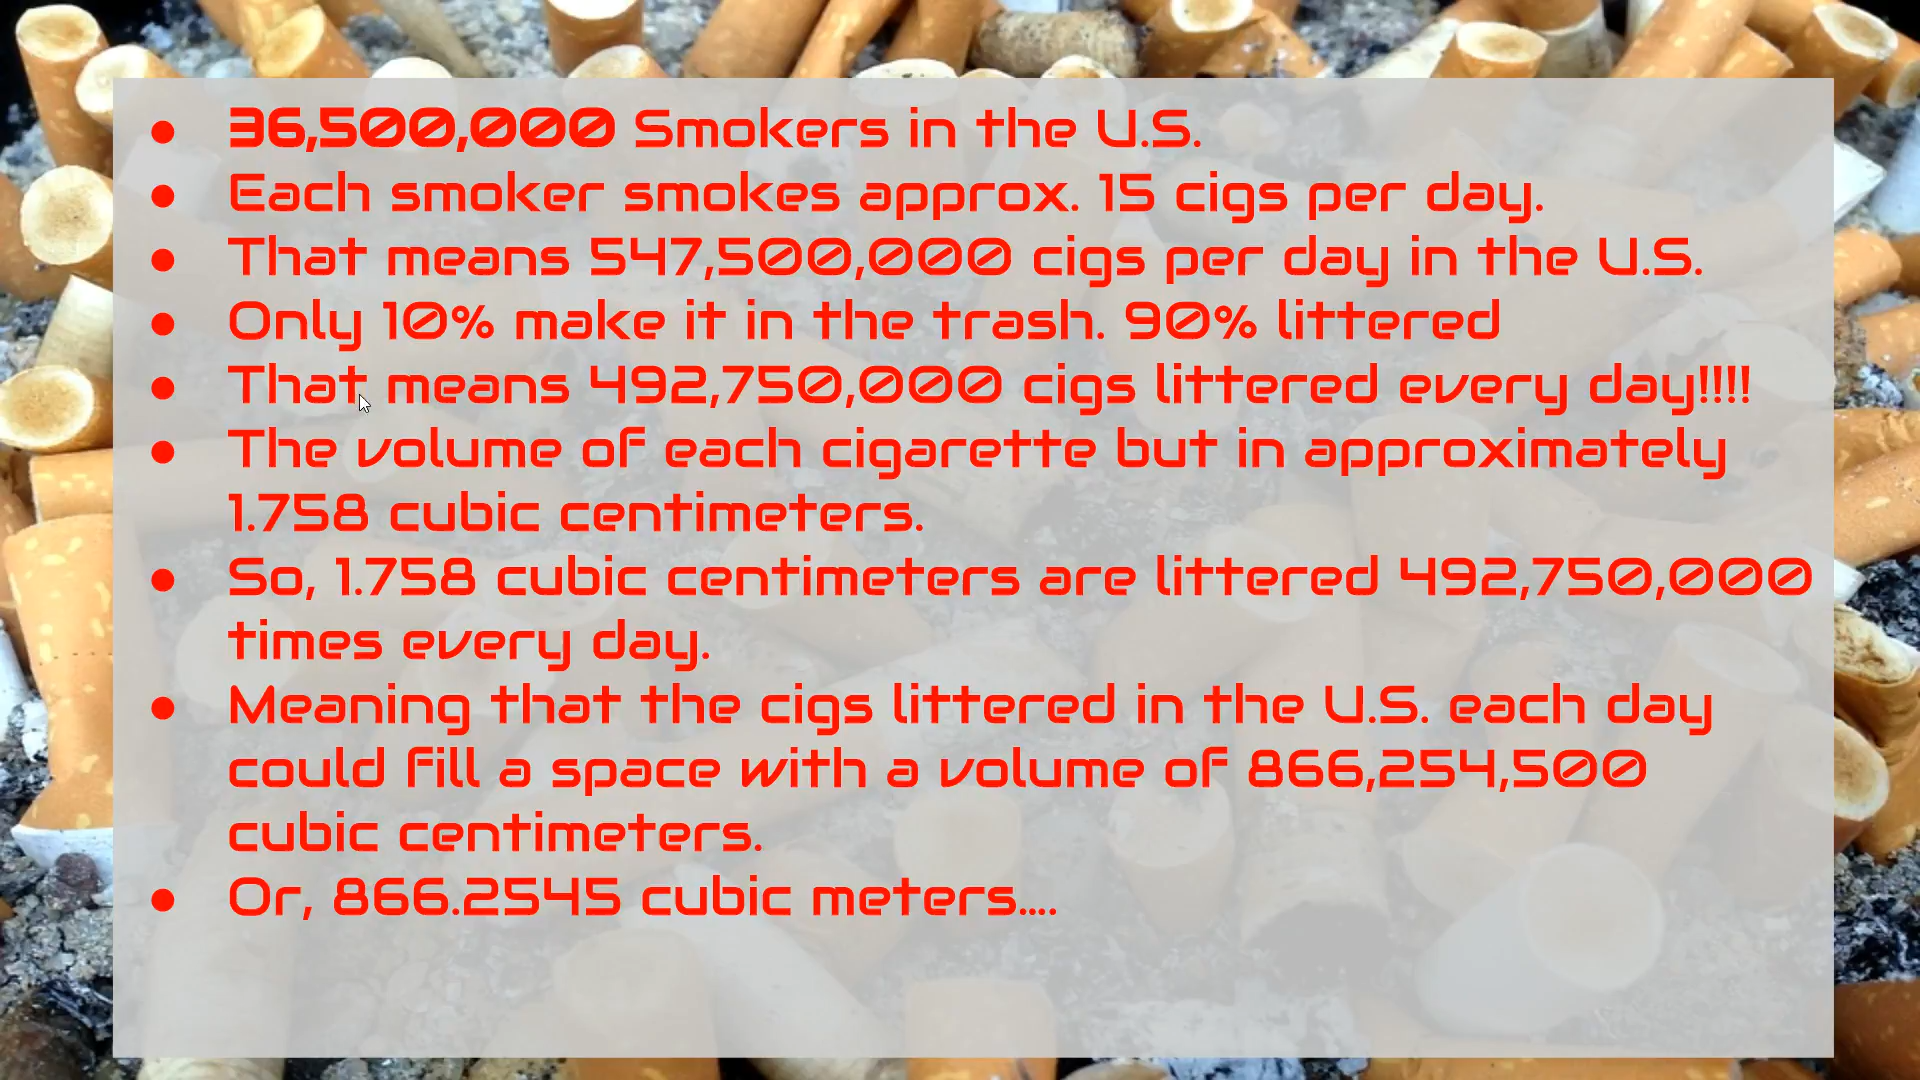 ● 36,500,000 Smokers in the U.S.
● Each smoker smokes approx. 15 cigs per day.
● That means 547,500,000 cigs per day in the U.S.
● Only 10% make it in the trash. 90% littered
● That means 492,750,000 cigs littered every day!!!!
● The volume of each cigarette but in approximately
1.758 cubic centimeters.
● So, 1.758 cubic centimeters are littered 492,750,000
times every day.
● Meaning that the cigs littered in the U.S. each day
could fill a space with a volume of 866,254,500
cubic centimeters.
● Or, 866.2545 cubic meters....